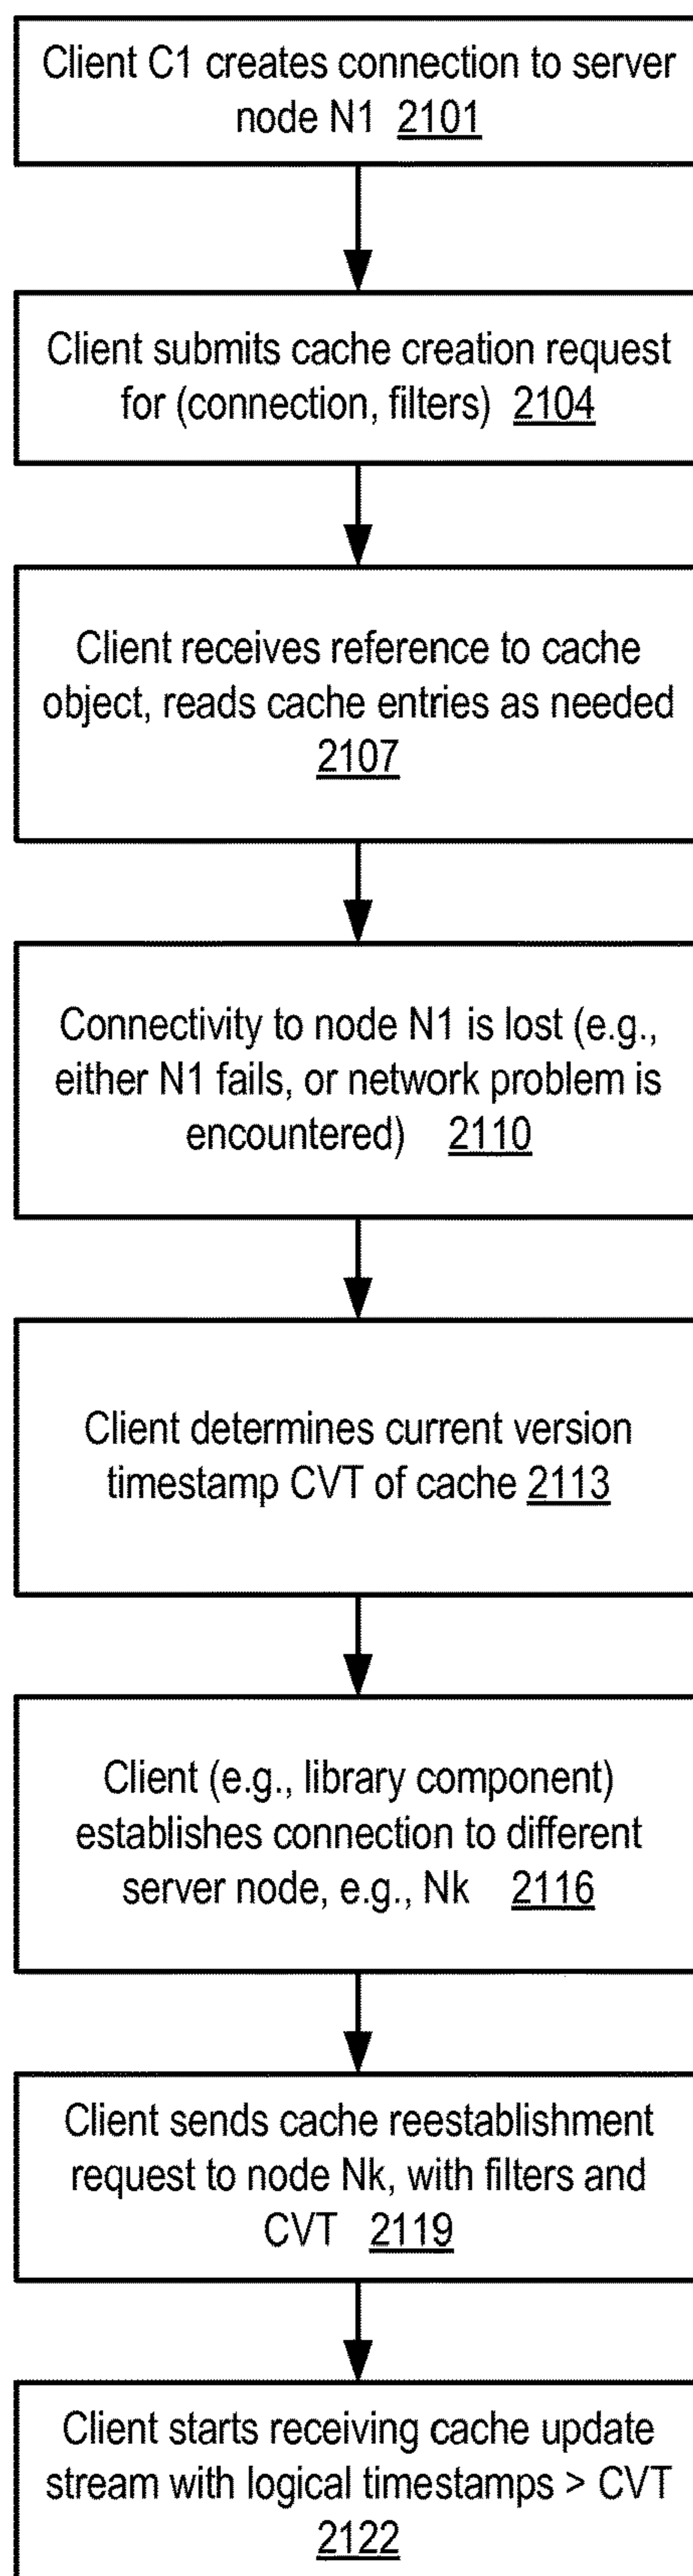 Client C1 creates connection to server
node N1 2101
Client submits cache creation request
for (connection, filters) 2104
Client receives reference to cache
object, reads cache entries as needed
2107
Connectivity to node N1 is lost (e.g.,
either N1 fails, or network problem is
encountered) 2110
Client determines current version
timestamp CVT of cache 2113
Client (e.g., library component)
establishes connection to different
server node, e.g., Nk 2116
Client sends cache reestablishment
request to node Nk, with filters and
CVT 2119
Client starts receiving cache update
stream with logical timestamps > CVT
2122